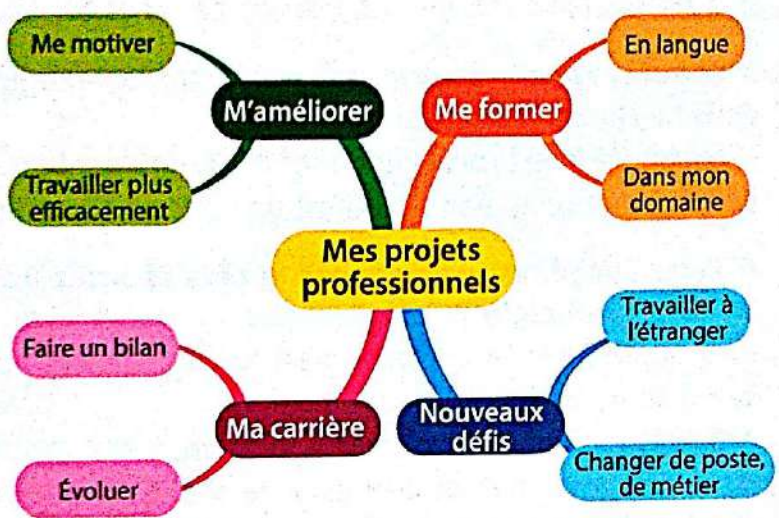 Me motiver
M'améliorer
Travailler plus
efficacement
Me former
En langue
Dans mon
domaine
Mes projets
professionnels
Faire un bilan
Ma carrière
Évoluer
Nouveaux
défis
Travailler à
l'étranger
Changer de poste,
de métier